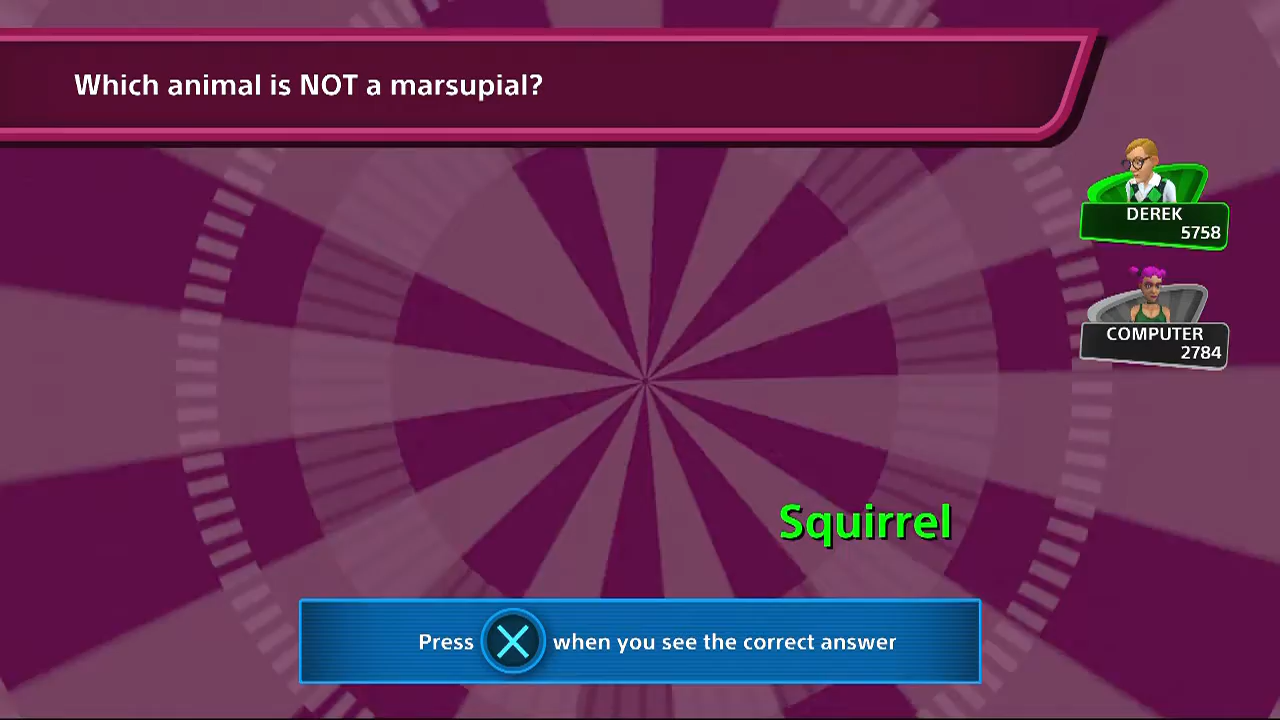 Which animal is NOT a marsupial?
DEREK
5758
COMPUTER
2784
Squirrel
Press X when you see the correct answer